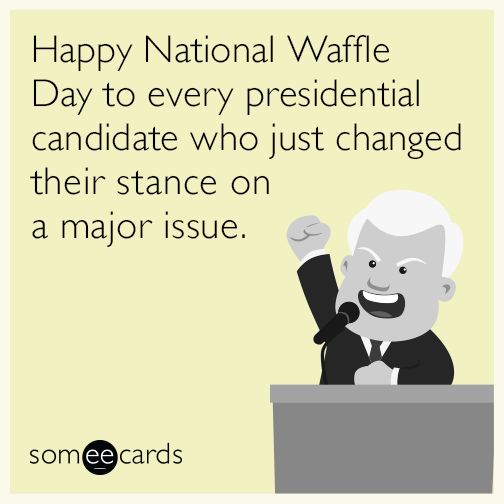 Happy National Waffle
Day to every presidential
candidate who just changed
their stance on
a major issue.
someecards